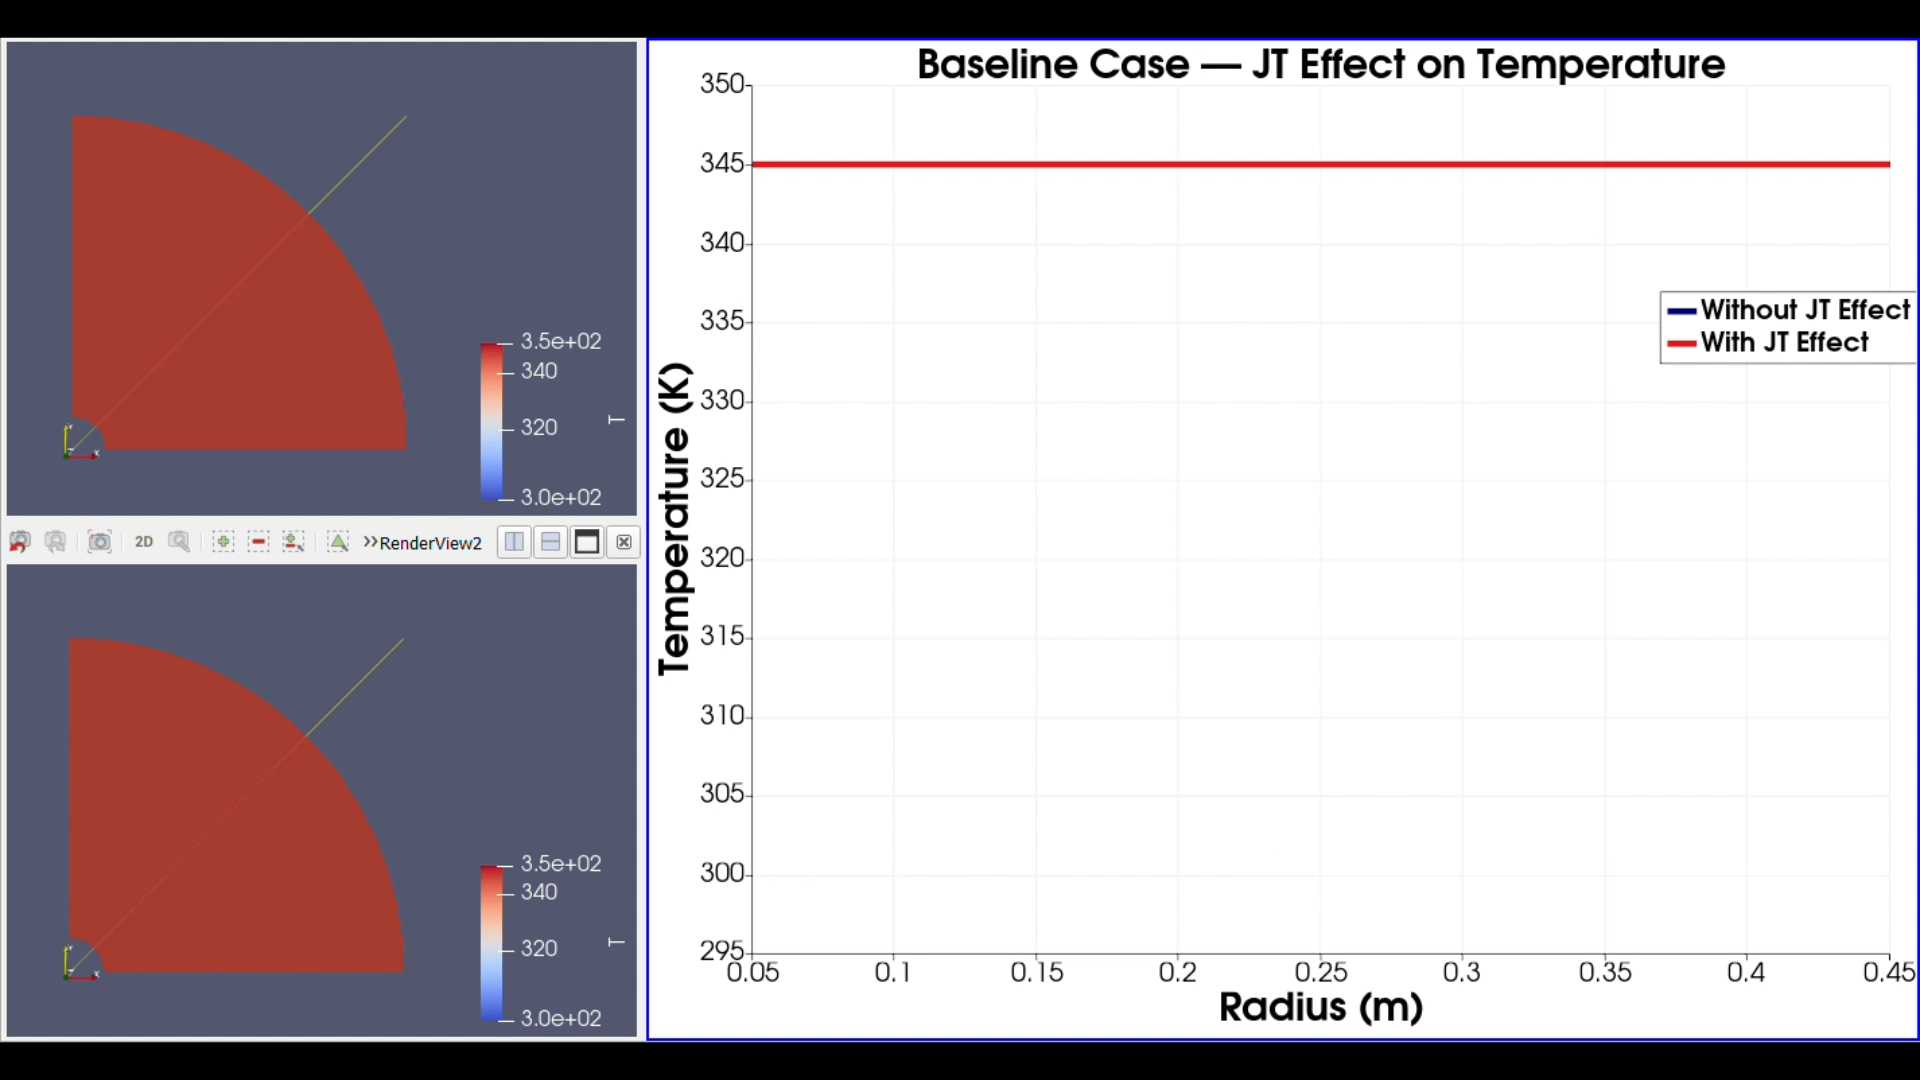 3.5e+02
340
320
3.0e+02
T
2D
>>RenderView2
3.5e+02
340
320
3.0e+02
T
Baseline Case — JT Effect on Temperature
350
345
340
335
330
325
320
315
310
305
300
295
Temperature (K)
Without JT Effect
With JT Effect
0.05 0.1 0.15 0.2 0.25 0.3 0.35 0.4 0.45
Radius (m)